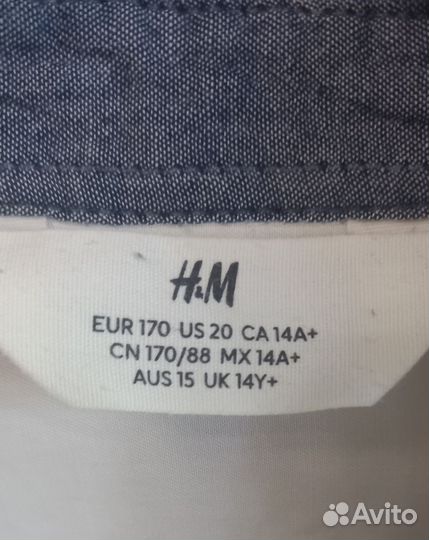 H&M
EUR 170 US 20 CA 14A+
CN 170/88 MX 14A+
AUS 15 UK 14Y+
Avito